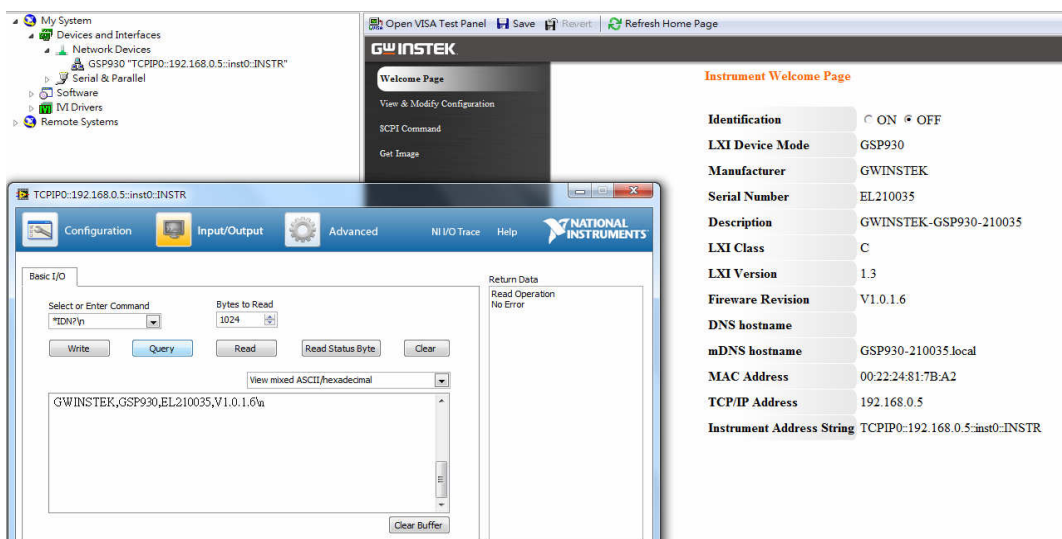 My System
Devices and Interfaces
Network Devices
GSP930 "TCPIP0::192.168.0.5::inst0::INSTR"
Serial & Parallel
Software
IVI Drivers
Remote Systems
Open VISA Test Panel Save Revert Refresh Home Page
GWINSTEK
Welcome Page
View & Modify Configuration
SCPI Command
Get Image
Instrument Welcome Page
Identification ON OFF
LXI Device Mode GSP930
Manufacturer GWINSTEK
Serial Number EL210035
Description GWINSTEK-GSP930-210035
LXI Class C
LXI Version 1.3
Fireware Revision V1.0.1.6
DNS hostname
mDNS hostname GSP930-210035.local
MAC Address 00:22:24:81:7B:A2
TCP/IP Address 192.168.0.5
Instrument Address String TCPIP0::192.168.0.5::inst0::INSTR
TCPIP0::192.168.0.5::inst0::INSTR
Configuration Input/Output Advanced NI I/O Trace Help NATIONAL INSTRUMENTS
Basic I/O
Select or Enter Command Bytes to Read
*IDN?\n 1024
Write Query Read Read Status Byte Clear
View mixed ASCII/hexadecimal
GWINSTEK,GSP930,EL210035,V1.0.1.6\n
Clear Buffer
Return Data
Read Operation
No Error